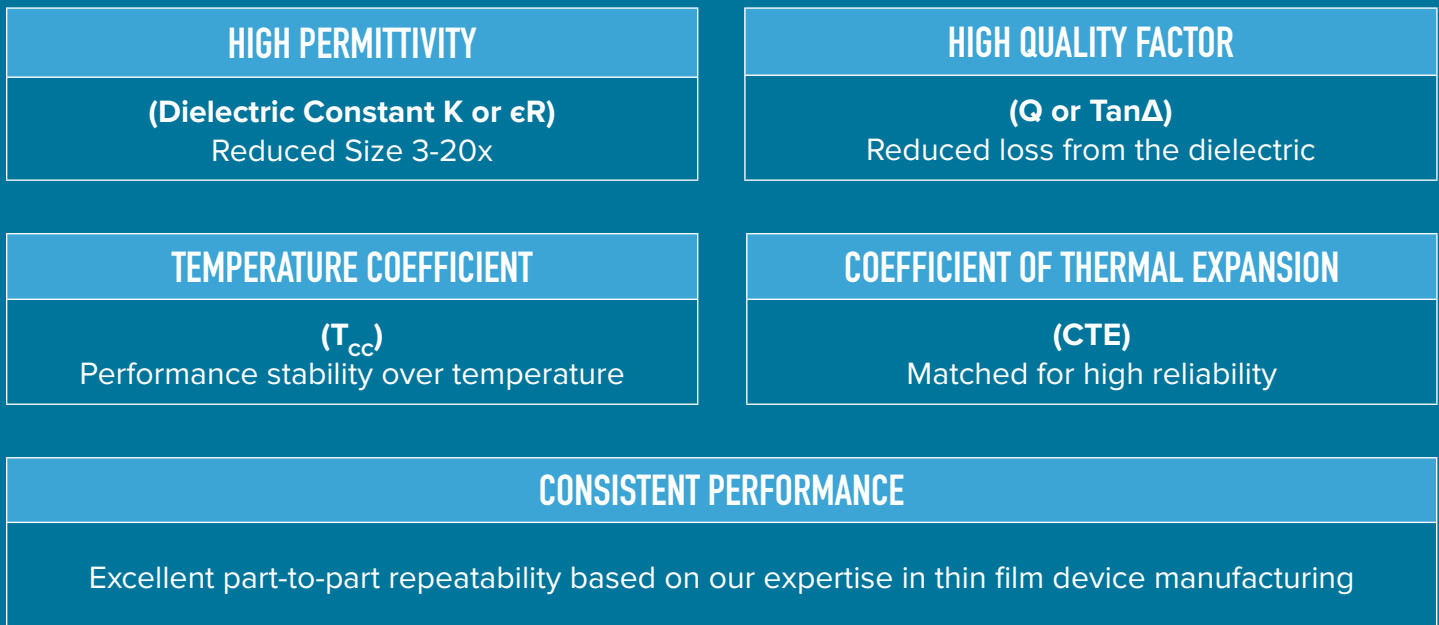 HIGH PERMITTIVITY
(Dielectric Constant K or єR)
Reduced Size 3-20x
HIGH QUALITY FACTOR
(Q or TanΔ)
Reduced loss from the dielectric
TEMPERATURE COEFFICIENT
(Tcc)
Performance stability over temperature
COEFFICIENT OF THERMAL EXPANSION
(CTE)
Matched for high reliability
CONSISTENT PERFORMANCE
Excellent part-to-part repeatability based on our expertise in thin film device manufacturing